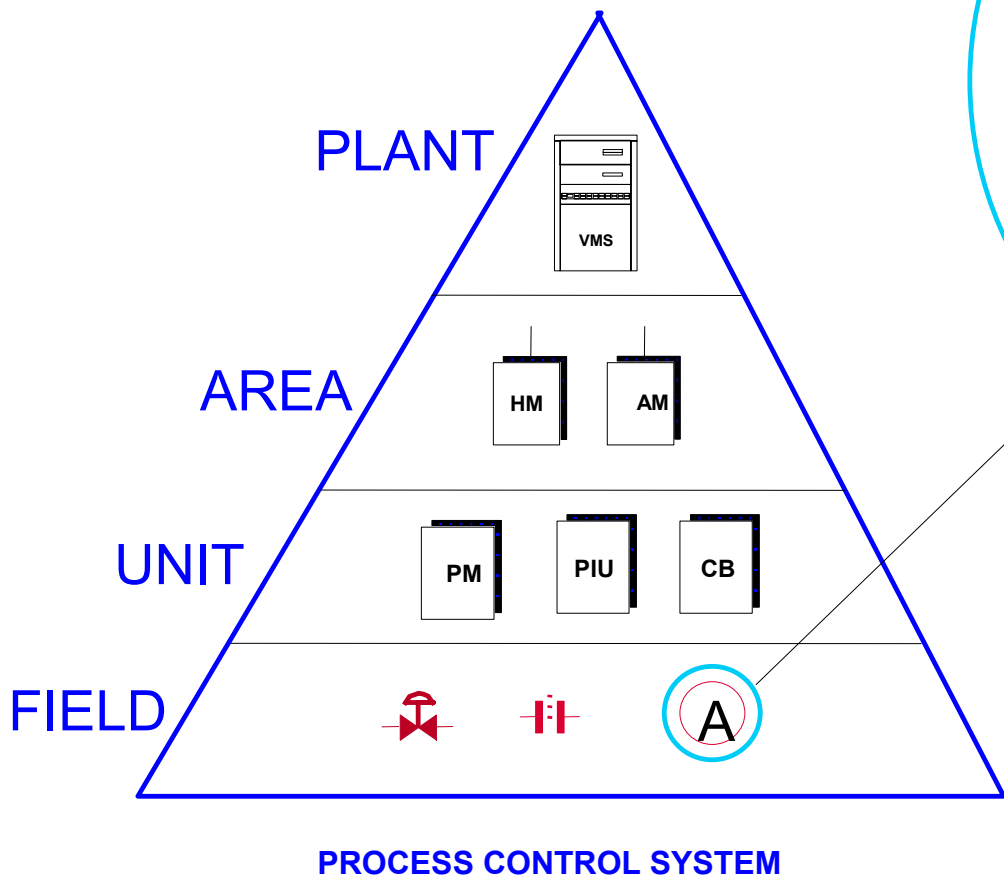 PLANT
VMS
AREA
HM
AM
UNIT
PM
PIU
CB
FIELD
A
PROCESS CONTROL SYSTEM